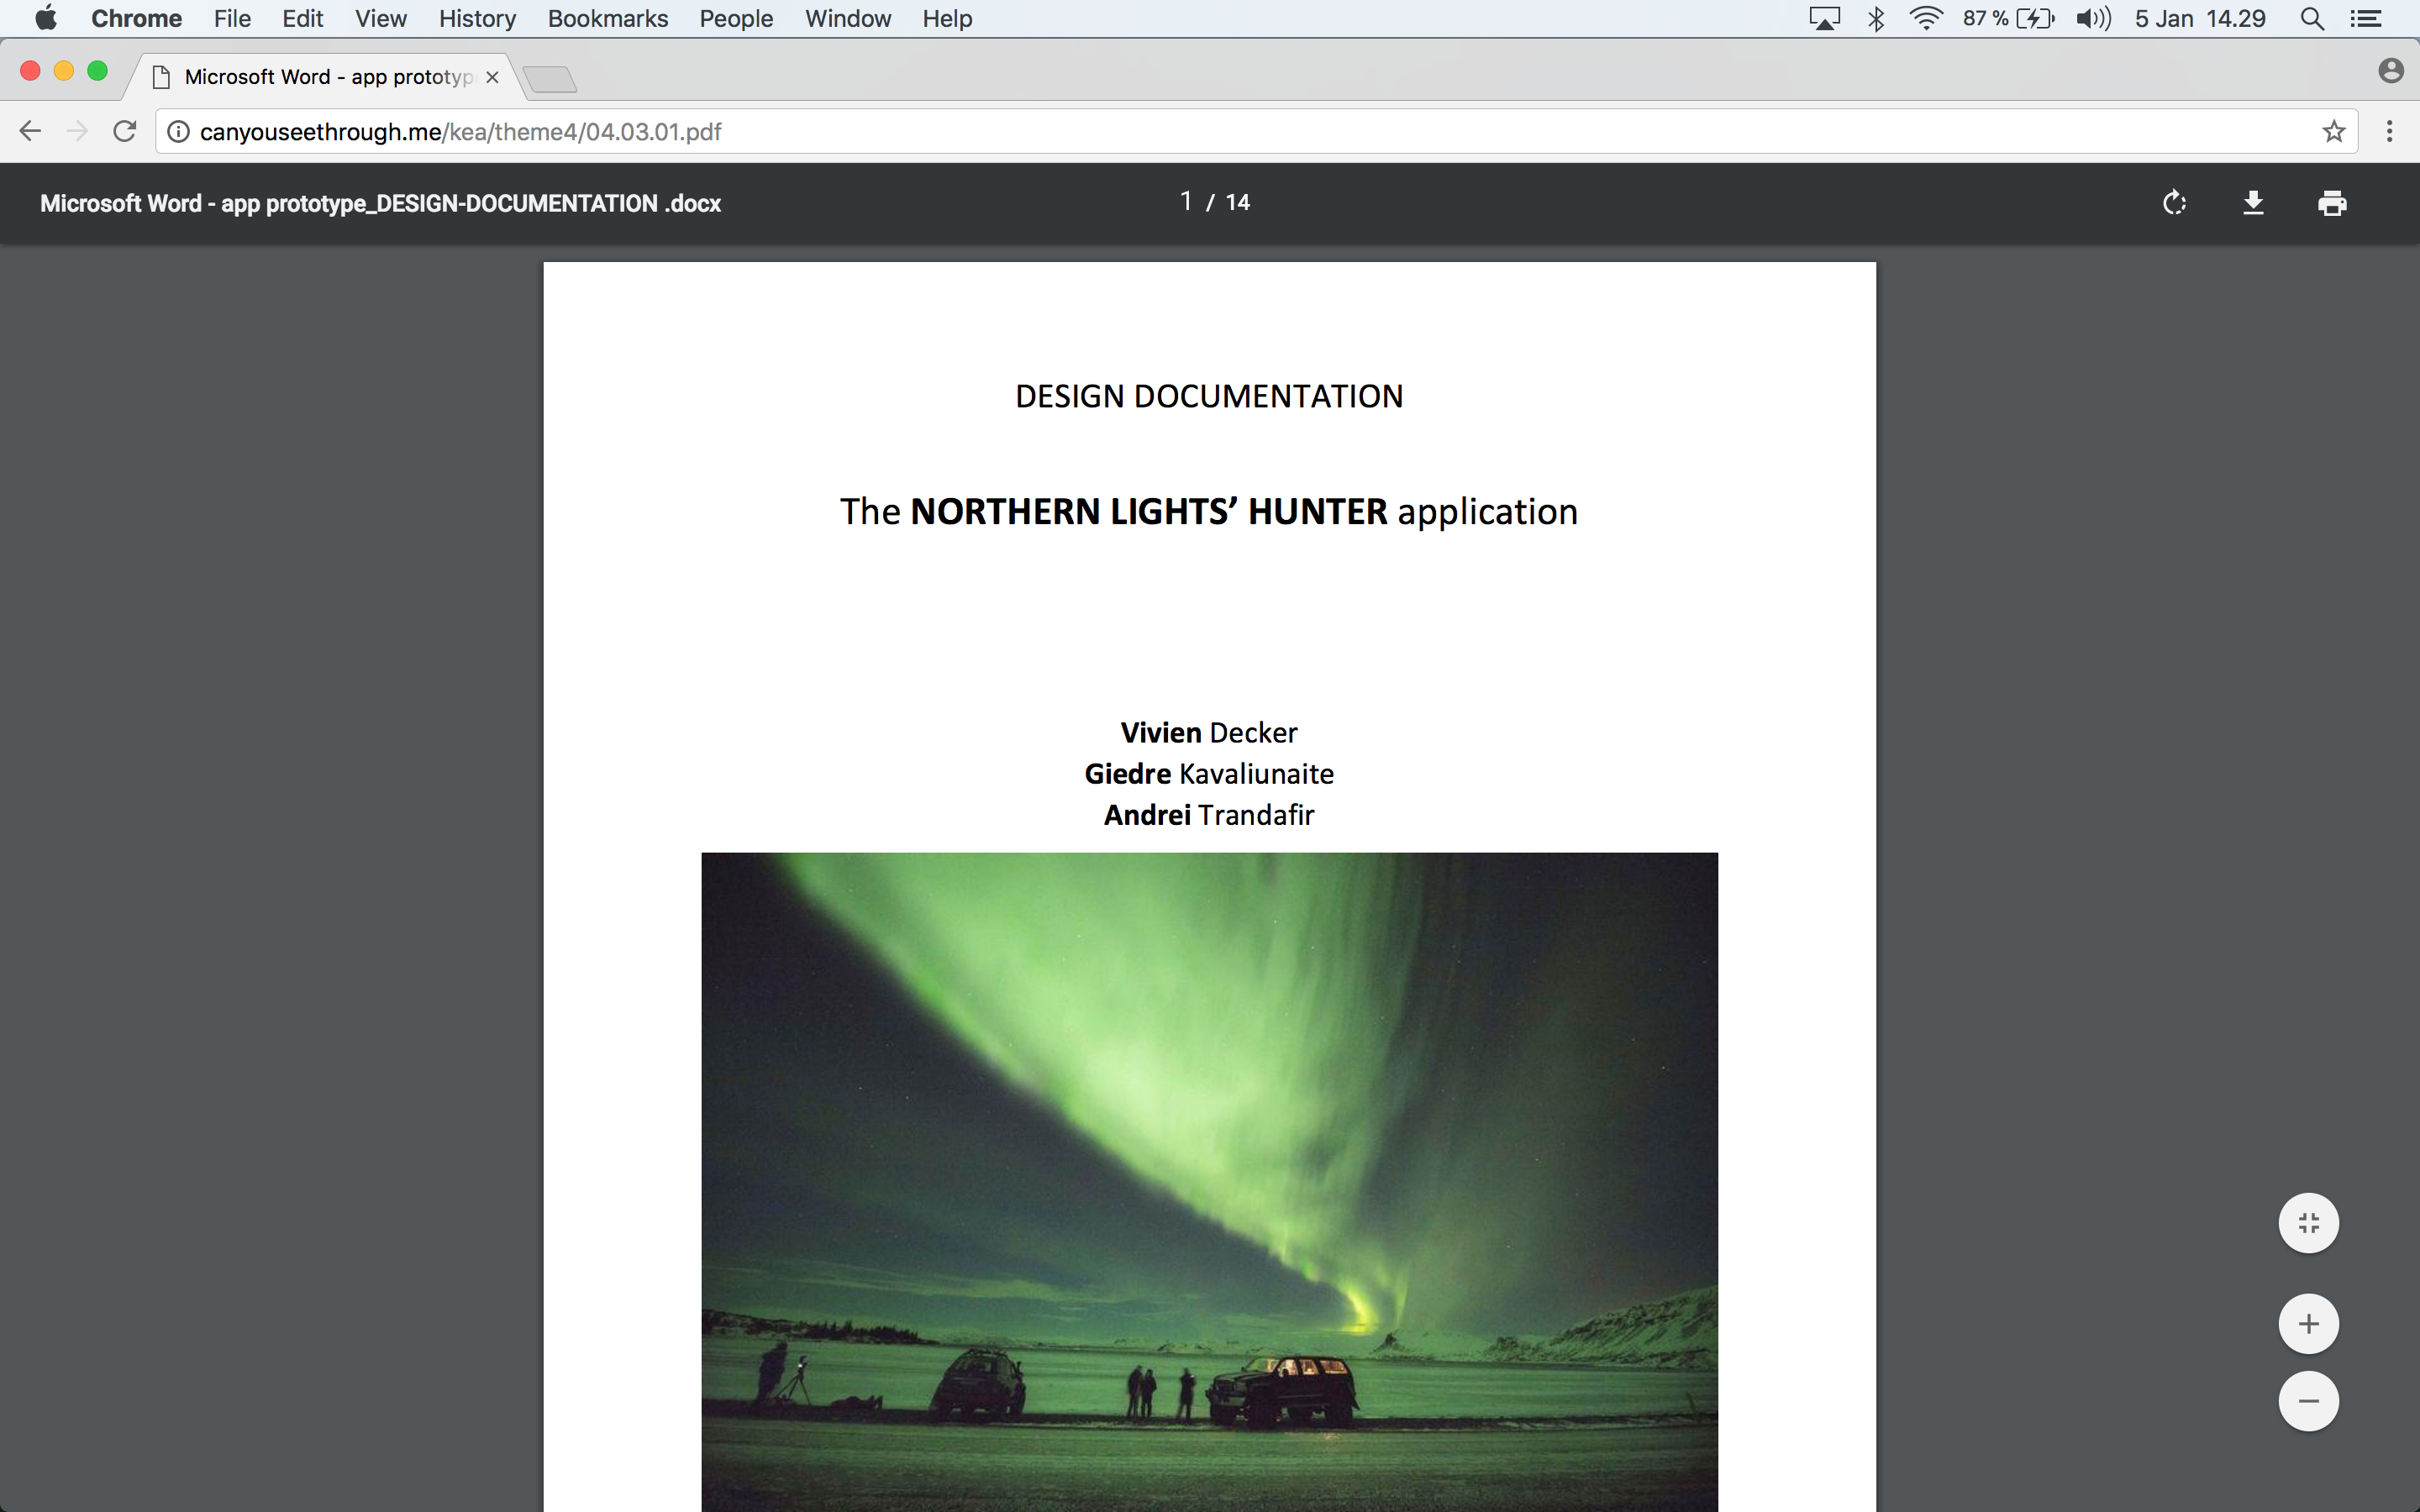 Chrome File Edit View History Bookmarks People Window Help 87 % 5 Jan 14.29
Microsoft Word - app prototyp
canyouseethrough.me/kea/theme4/04.03.01.pdf
Microsoft Word - app prototype_DESIGN-DOCUMENTATION .docx 1 / 14
DESIGN DOCUMENTATION
The NORTHERN LIGHTS’ HUNTER application
Vivien Decker
Giedre Kavaliunaite
Andrei Trandafir